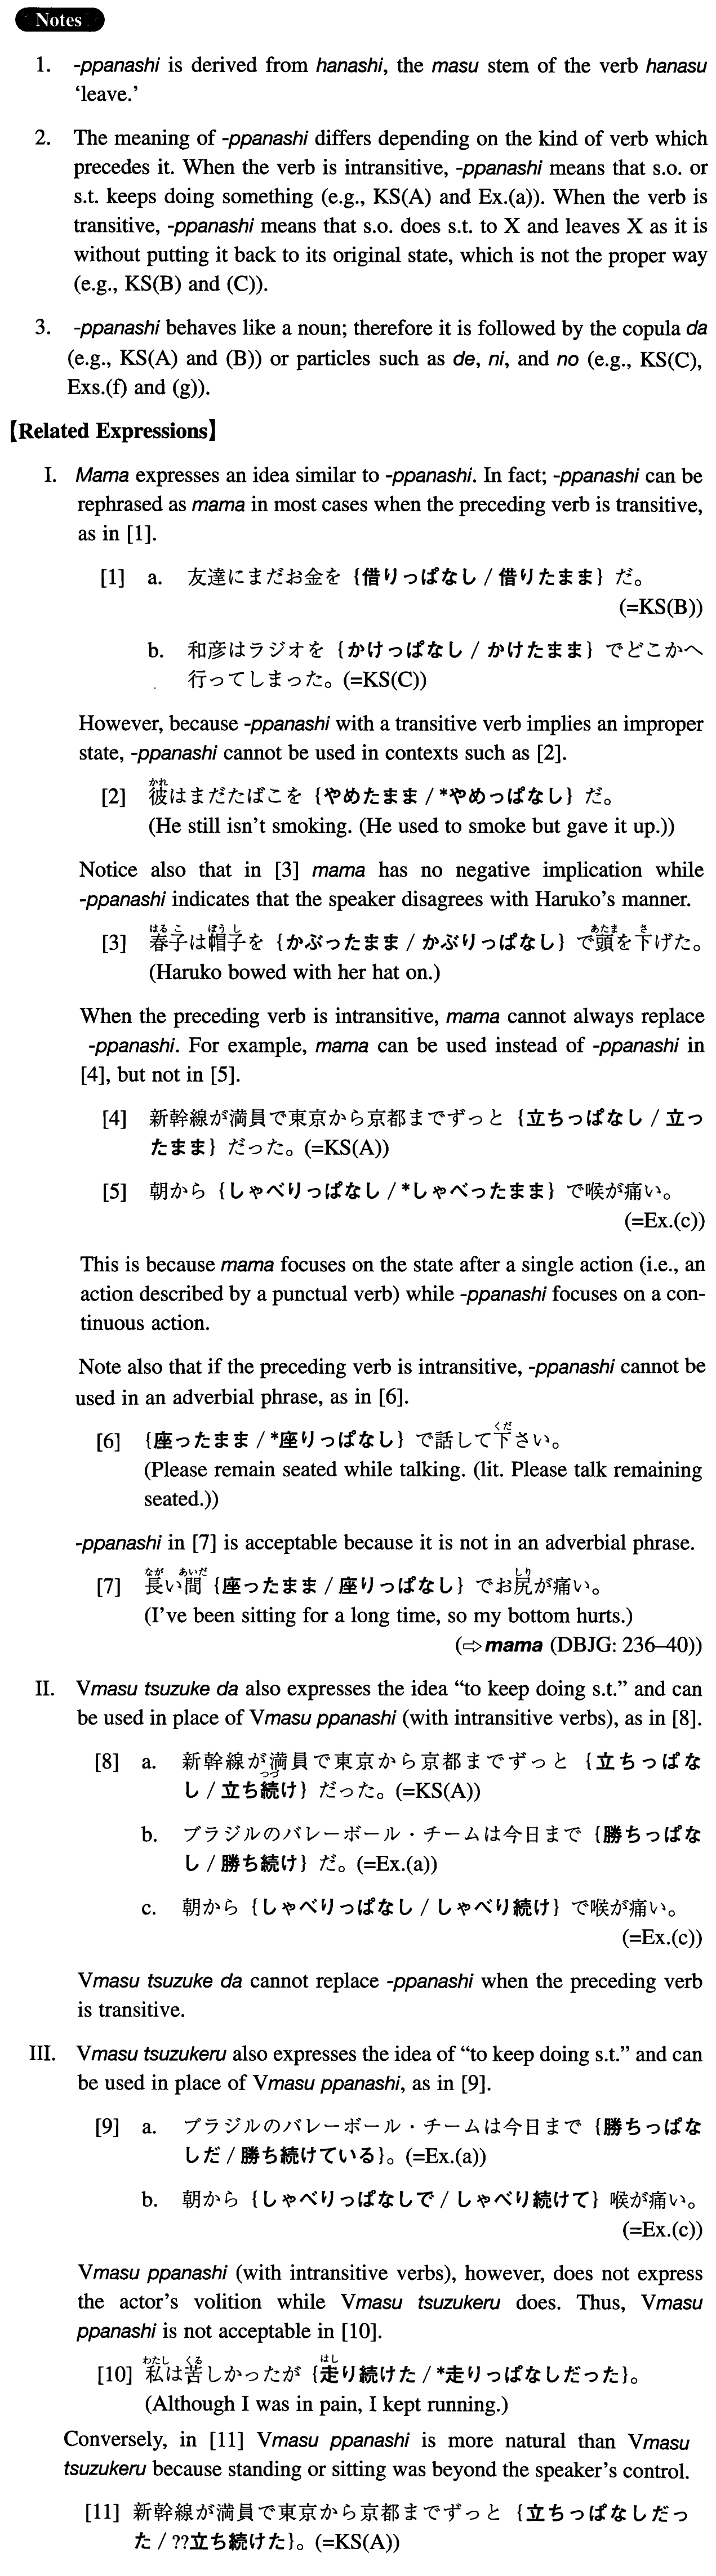 Notes
1. -ppanashi is derived from hanashi, the masu stem of the verb hanasu
‘leave.’
2. The meaning of -ppanashi differs depending on the kind of verb which
precedes it. When the verb is intransitive, -ppanashi means that s.o. or
s.t. keeps doing something (e.g., KS(A) and Ex.(a)). When the verb is
transitive, -ppanashi means that s.o. does s.t. to X and leaves X as it is
without putting it back to its original state, which is not the proper way
(e.g., KS(B) and (C)).
3. -ppanashi behaves like a noun; therefore it is followed by the copula da
(e.g., KS(A) and (B)) or particles such as de, ni, and no (e.g., KS(C),
Exs.(f) and (g)).
【Related Expressions】
I. Mama expresses an idea similar to -ppanashi. In fact; -ppanashi can be
rephrased as mama in most cases when the preceding verb is transitive,
as in [1].
[1] a. 友達にまだお金を {借りっぱなし / 借りたまま} だ。
(=KS(B))
b. 和彦はラジオを {かけっぱなし / かけたまま} でどこかへ
行ってしまった。(=KS(C))
However, because -ppanashi with a transitive verb implies an improper
state, -ppanashi cannot be used in contexts such as [2].
かれ
[2] 彼はまだたばこを {やめたまま / *やめっぱなし} だ。
(He still isn’t smoking. (He used to smoke but gave it up.))
Notice also that in [3] mama has no negative implication while
-ppanashi indicates that the speaker disagrees with Haruko’s manner.
はる こ ぼう し あたま さ
[3] 春子は帽子を {かぶったまま / かぶりっぱなし} で頭を下げた。
(Haruko bowed with her hat on.)
When the preceding verb is intransitive, mama cannot always replace
-ppanashi. For example, mama can be used instead of -ppanashi in
[4], but not in [5].
[4] 新幹線が満員で東京から京都までずっと {立ちっぱなし / 立っ
たまま} だった。(=KS(A))
[5] 朝から {しゃべりっぱなし / *しゃべったまま} で喉が痛い。
(=Ex.(c))
This is because mama focuses on the state after a single action (i.e., an
action described by a punctual verb) while -ppanashi focuses on a con-
tinuous action.
Note also that if the preceding verb is intransitive, -ppanashi cannot be
used in an adverbial phrase, as in [6].
くだ
[6] {座ったまま / *座りっぱなし} で話して下さい。
(Please remain seated while talking. (lit. Please talk remaining
seated.))
-ppanashi in [7] is acceptable because it is not in an adverbial phrase.
なが あいだ しり
[7] 長い間 {座ったまま / 座りっぱなし} でお尻が痛い。
(I’ve been sitting for a long time, so my bottom hurts.)
(⇨mama (DBJG: 236–40))
II. Vmasu tsuzuke da also expresses the idea “to keep doing s.t.” and can
be used in place of Vmasu ppanashi (with intransitive verbs), as in [8].
[8] a. 新幹線が満員で東京から京都までずっと {立ちっぱな
つづ
し / 立ち続け} だった。(=KS(A))
b. ブラジルのバレーボール・チームは今日まで {勝ちっぱな
し / 勝ち続け} だ。(=Ex.(a))
c. 朝から {しゃべりっぱなし / しゃべり続け} で喉が痛い。
(=Ex.(c))
Vmasu tsuzuke da cannot replace -ppanashi when the preceding verb
is transitive.
III. Vmasu tsuzukeru also expresses the idea of “to keep doing s.t.” and can
be used in place of Vmasu ppanashi, as in [9].
[9] a. ブラジルのバレーボール・チームは今日まで {勝ちっぱな
しだ / 勝ち続けている}。(=Ex.(a))
b. 朝から {しゃべりっぱなしで / しゃべり続けて} 喉が痛い。
(=Ex.(c))
Vmasu ppanashi (with intransitive verbs), however, does not express
the actor’s volition while Vmasu tsuzukeru does. Thus, Vmasu
ppanashi is not acceptable in [10].
わたし くる はし
[10] 私は苦しかったが {走り続けた / *走りっぱなしだった}。
(Although I was in pain, I kept running.)
Conversely, in [11] Vmasu ppanashi is more natural than Vmasu
tsuzukeru because standing or sitting was beyond the speaker’s control.
[11] 新幹線が満員で東京から京都までずっと {立ちっぱなしだっ
た / ??立ち続けた}。(=KS(A))